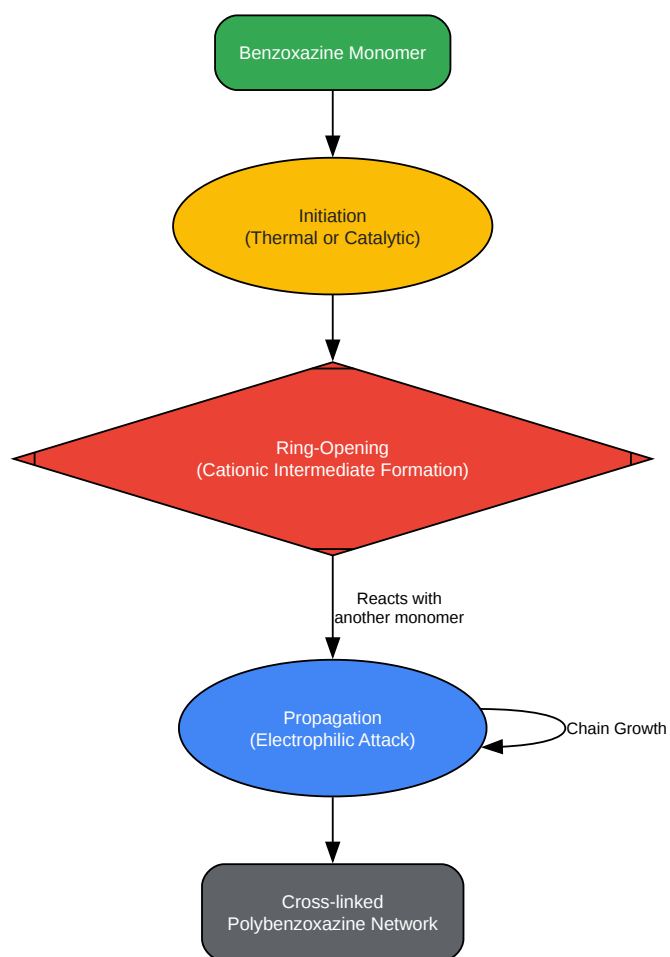 Benzoxazine Monomer
Initiation
(Thermal or Catalytic)
Ring-Opening
(Cationic Intermediate Formation)
Reacts with
another monomer
Propagation
(Electrophilic Attack)
Chain Growth
Cross-linked
Polybenzoxazine Network